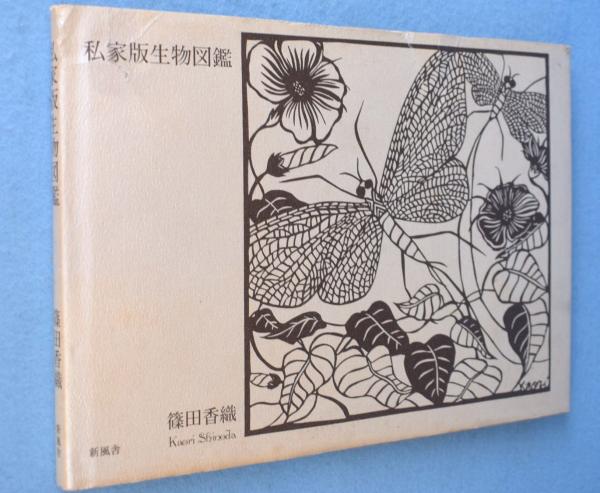 私家版生物図鑑
篠田香織
Kaori Shinoda
新風舎
私家版生物図鑑
篠田香織
新風舎